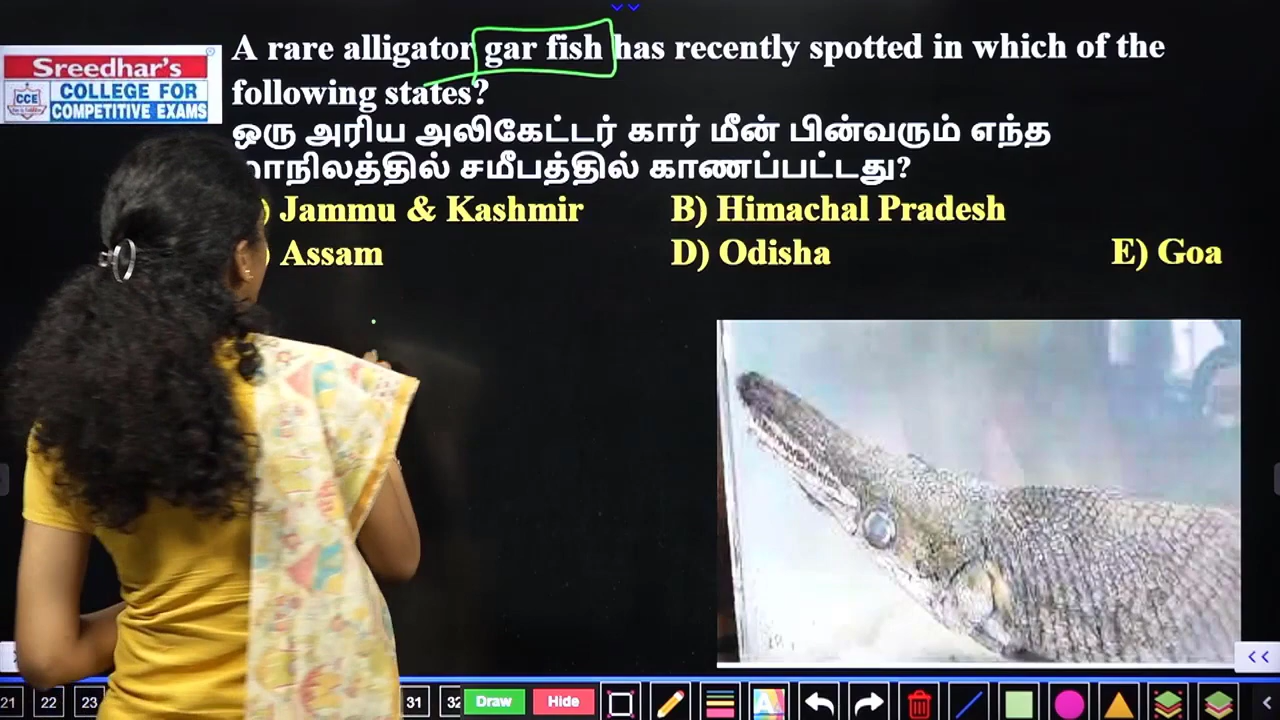 A rare alligator gar fish has recently spotted in which of the
following states?
ஒரு அரிய அலிகேட்டர் கார் மீன் பின்வரும் எந்த
மாநிலத்தில் சமீபத்தில் காணப்பட்டது?
) Jammu & Kashmir B) Himachal Pradesh
) Assam D) Odisha E) Goa
Sreedhar's
CCE
COLLEGE FOR
COMPETITIVE EXAMS
21 22 23 31 32 Draw Hide A